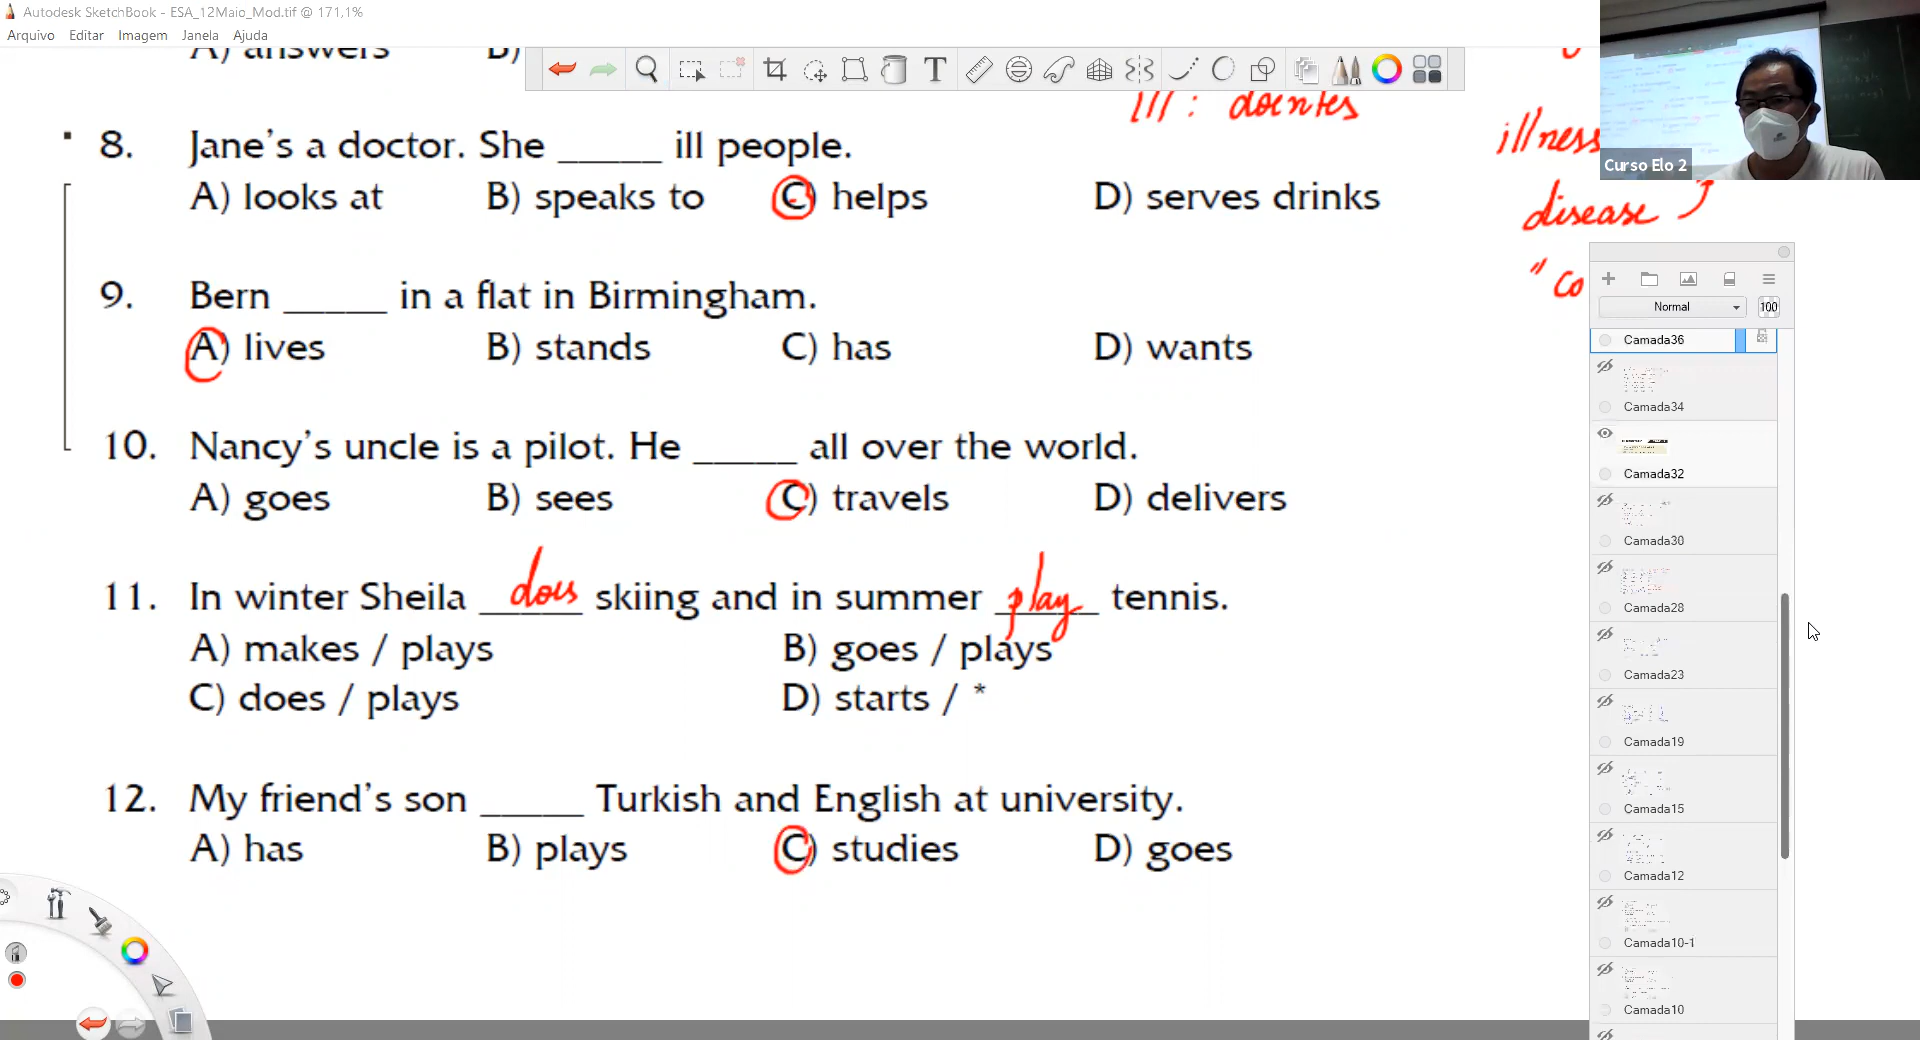 Autodesk SketchBook - ESA_12Maio_Mod.tif @ 171,1%
Arquivo Editar Imagem Janela Ajuda
A) answers B)
Ill : doentes
8. Jane's a doctor. She _____ ill people.
A) looks at B) speaks to C) helps D) serves drinks
illness
disease
"co
Curso Elo 2
9. Bern _____ in a flat in Birmingham.
A) lives B) stands C) has D) wants
10. Nancy's uncle is a pilot. He _____ all over the world.
A) goes B) sees C) travels D) delivers
11. In winter Sheila does skiing and in summer play tennis.
A) makes / plays B) goes / plays
C) does / plays D) starts / *
12. My friend's son _____ Turkish and English at university.
A) has B) plays C) studies D) goes
Normal 100
Camada36
Camada34
Camada32
Camada30
Camada28
Camada23
Camada19
Camada15
Camada12
Camada10-1
Camada10